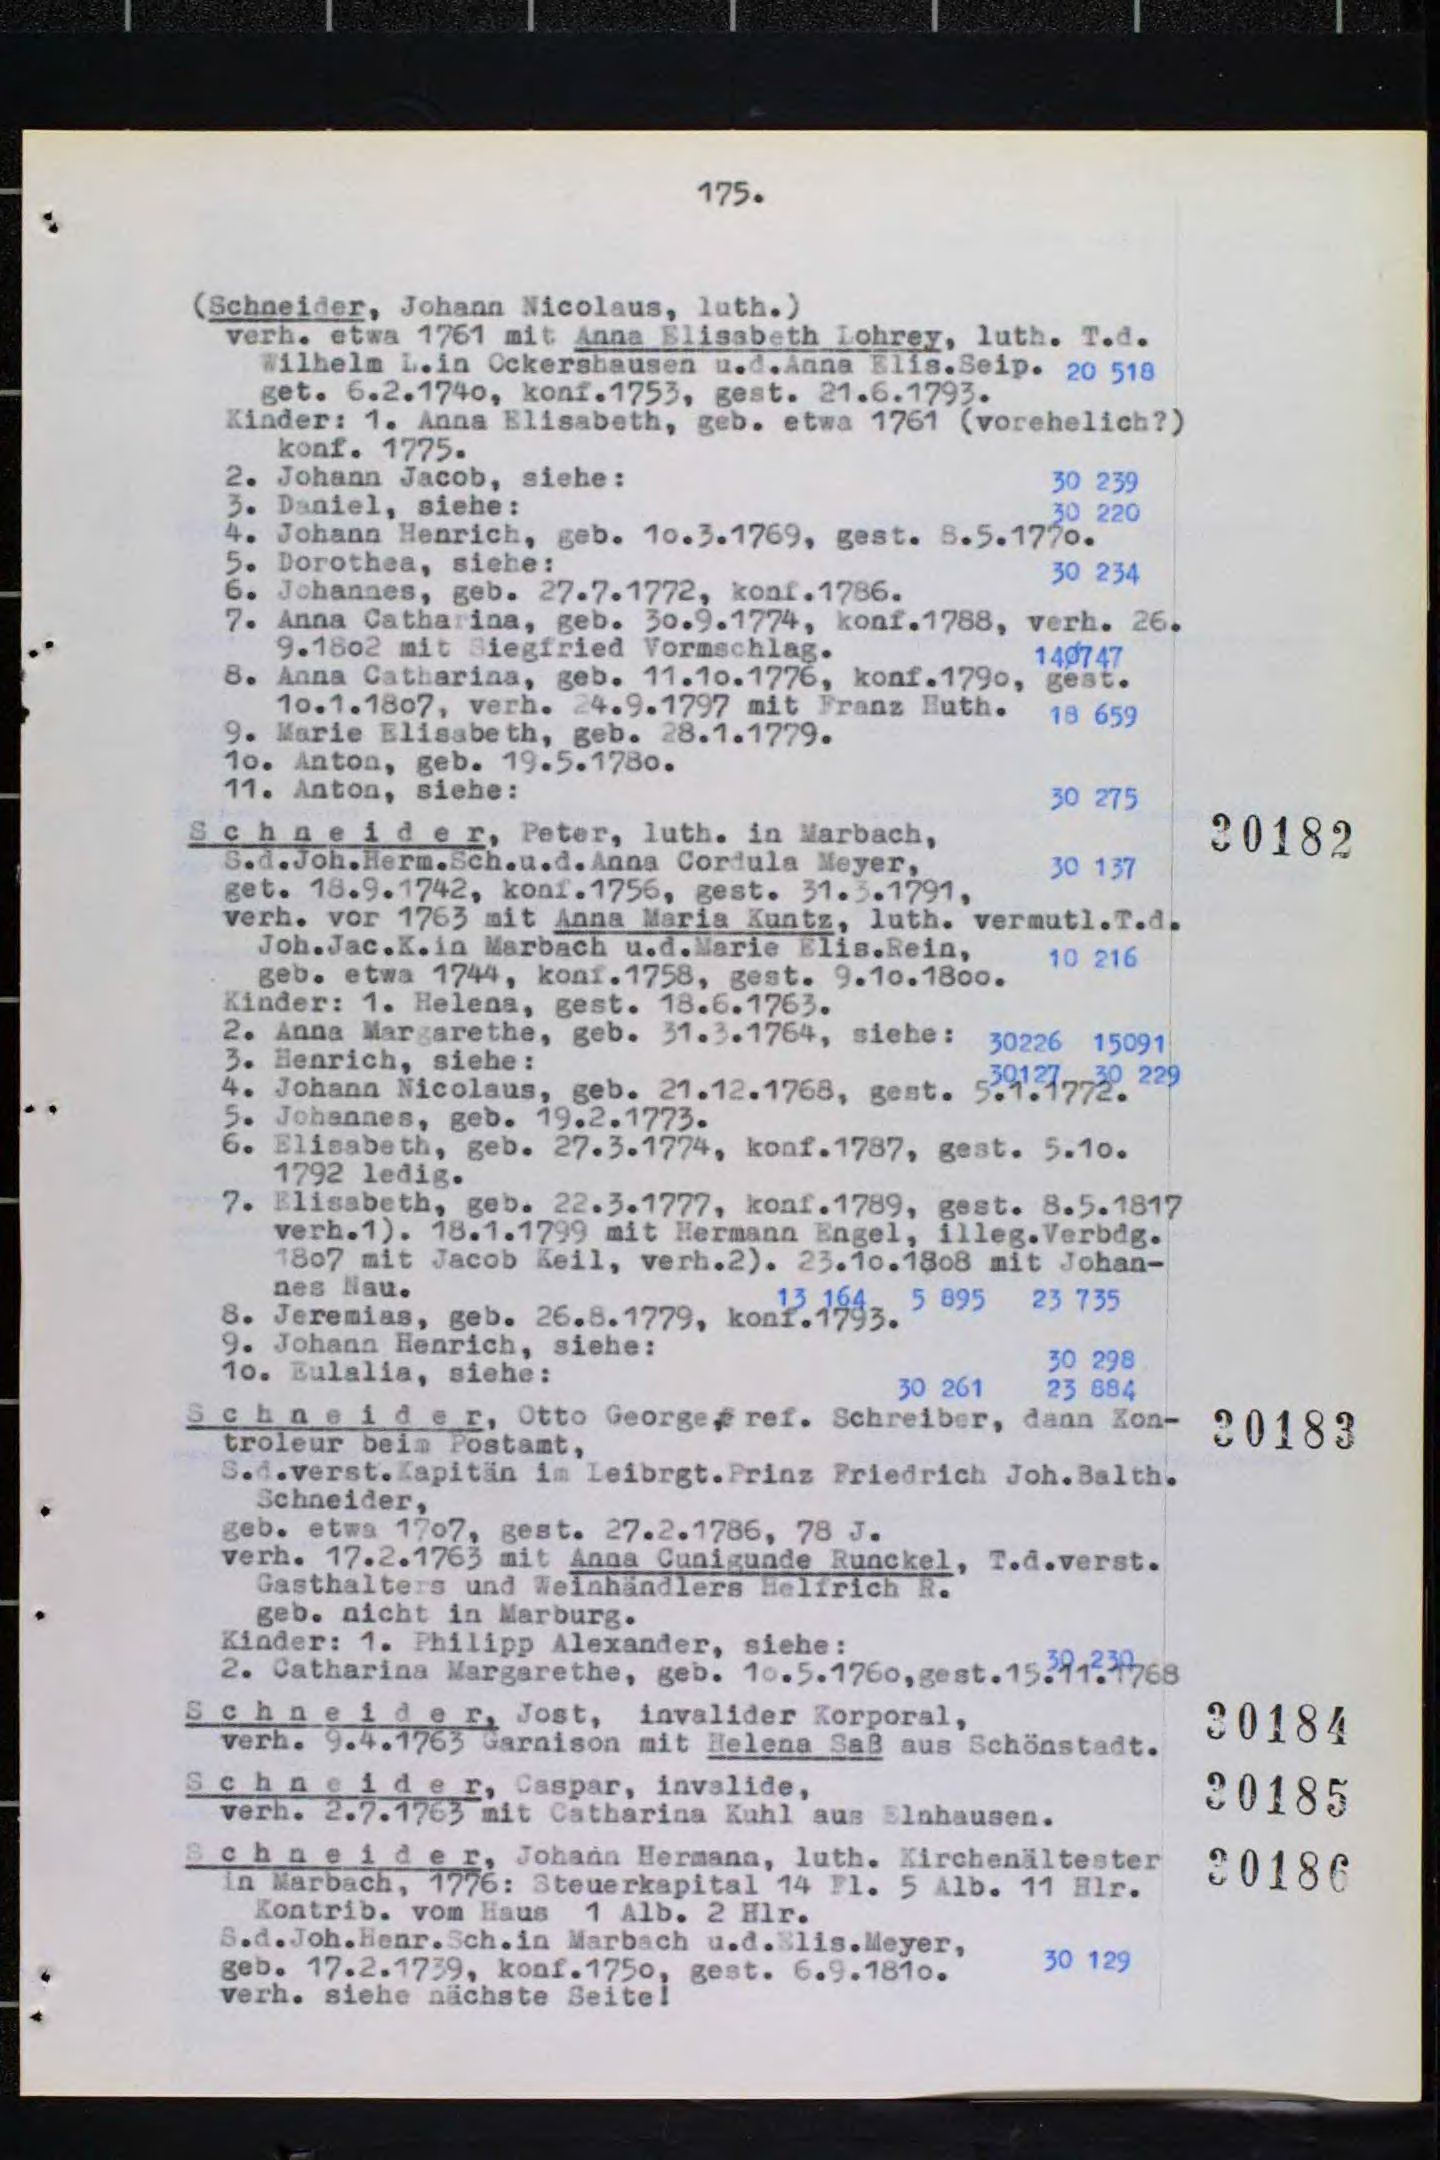 175.
(Schneider, Johann Nicolaus, luth.)
verh. etwa 1761 mit Anna Elisabeth Lohrey, luth. T.d.
Wilhelm L.in Ockershausen u.d.Anna Elis.Seip. 20 518
get. 6.2.174o, konf.1753, gest. 21.6.1793.
Kinder: 1. Anna Elisabeth, geb. etwa 1761 (vorehelich?)
konf. 1775.
2. Johann Jacob, siehe: 30 239
3. Daniel, siehe: 30 220
4. Johann Henrich, geb. 1o.3.1769, gest. 8.5.177o.
5. Dorothea, siehe: 30 234
6. Johannes, geb. 27.7.1772, konf.1786.
7. Anna Catharina, geb. 3o.9.1774, konf.1788, verh. 26.
9.18o2 mit Siegfried Vormschlag. 140747
8. Anna Catharina, geb. 11.1o.1776, konf.179o, gest.
1o.1.18o7, verh. 24.9.1797 mit Franz Huth. 18 659
9. Marie Elisabeth, geb. 28.1.1779.
1o. Anton, geb. 19.5.178o.
11. Anton, siehe: 30 275
S c h n e i d e r, Peter, luth. in Marbach, 30182
S.d.Joh.Herm.Sch.u.d.Anna Cordula Meyer, 30 137
get. 18.9.1742, konf.1756, gest. 31.3.1791,
verh. vor 1763 mit Anna Maria Kuntz, luth. vermutl.T.d.
Joh.Jac.K.in Marbach u.d.Marie Elis.Rein, 10 216
geb. etwa 1744, konf.1758, gest. 9.1o.18oo.
Kinder: 1. Helena, gest. 18.6.1763.
2. Anna Margarethe, geb. 31.3.1764, siehe: 30226 15091
3. Henrich, siehe: 30127 30 229
4. Johann Nicolaus, geb. 21.12.1768, gest. 5.1.1772.
5. Johannes, geb. 19.2.1773.
6. Elisabeth, geb. 27.3.1774, konf.1787, gest. 5.1o.
1792 ledig.
7. Elisabeth, geb. 22.3.1777, konf.1789, gest. 8.5.1817
verh.1). 18.1.1799 mit Hermann Engel, illeg.Verbdg.
18o7 mit Jacob Keil, verh.2). 23.1o.18o8 mit Johan-
nes Nau. 13 164 5 895 23 735
8. Jeremias, geb. 26.8.1779, konf.1793.
9. Johann Henrich, siehe: 30 298
1o. Eulalia, siehe: 30 261 23 884
S c h n e i d e r, Otto George, ref. Schreiber, dann Kon- 30183
troleur beim Postamt,
S.d.verst.Kapitän im Leibrgt.Prinz Friedrich Joh.Balth.
Schneider,
geb. etwa 17o7, gest. 27.2.1786, 78 J.
verh. 17.2.1763 mit Anna Cunigunde Runckel, T.d.verst.
Gasthalters und Weinhändlers Helfrich R.
geb. nicht in Marburg.
Kinder: 1. Philipp Alexander, siehe: 30 230
2. Catharina Margarethe, geb. 1o.5.176o,gest.15.11.1768
S c h n e i d e r, Jost, invalider Korporal, 30184
verh. 9.4.1763 Garnison mit Helena Saß aus Schönstadt.
S c h n e i d e r, Caspar, invalide, 30185
verh. 2.7.1763 mit Catharina Kuhl aus Elnhausen.
S c h n e i d e r, Johann Hermann, luth. Kirchenältester 30186
in Marbach, 1776: Steuerkapital 14 Fl. 5 Alb. 11 Hlr.
Kontrib. vom Haus 1 Alb. 2 Hlr.
S.d.Joh.Henr.Sch.in Marbach u.d.Elis.Meyer, 30 129
geb. 17.2.1739, konf.175o, gest. 6.9.181o.
verh. siehe nächste Seite!